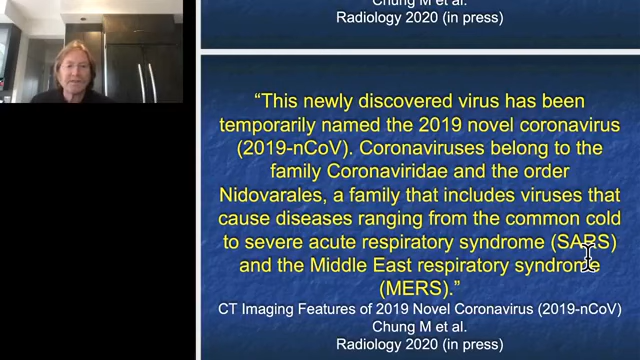 Chung M et al.
Radiology 2020 (in press)
“This newly discovered virus has been
temporarily named the 2019 novel coronavirus
(2019-nCoV). Coronaviruses belong to the
family Coronaviridae and the order
Nidovarales, a family that includes viruses that
cause diseases ranging from the common cold
to severe acute respiratory syndrome (SARS)
and the Middle East respiratory syndrome
(MERS).”
CT Imaging Features of 2019 Novel Coronavirus (2019-nCoV)
Chung M et al.
Radiology 2020 (in press)